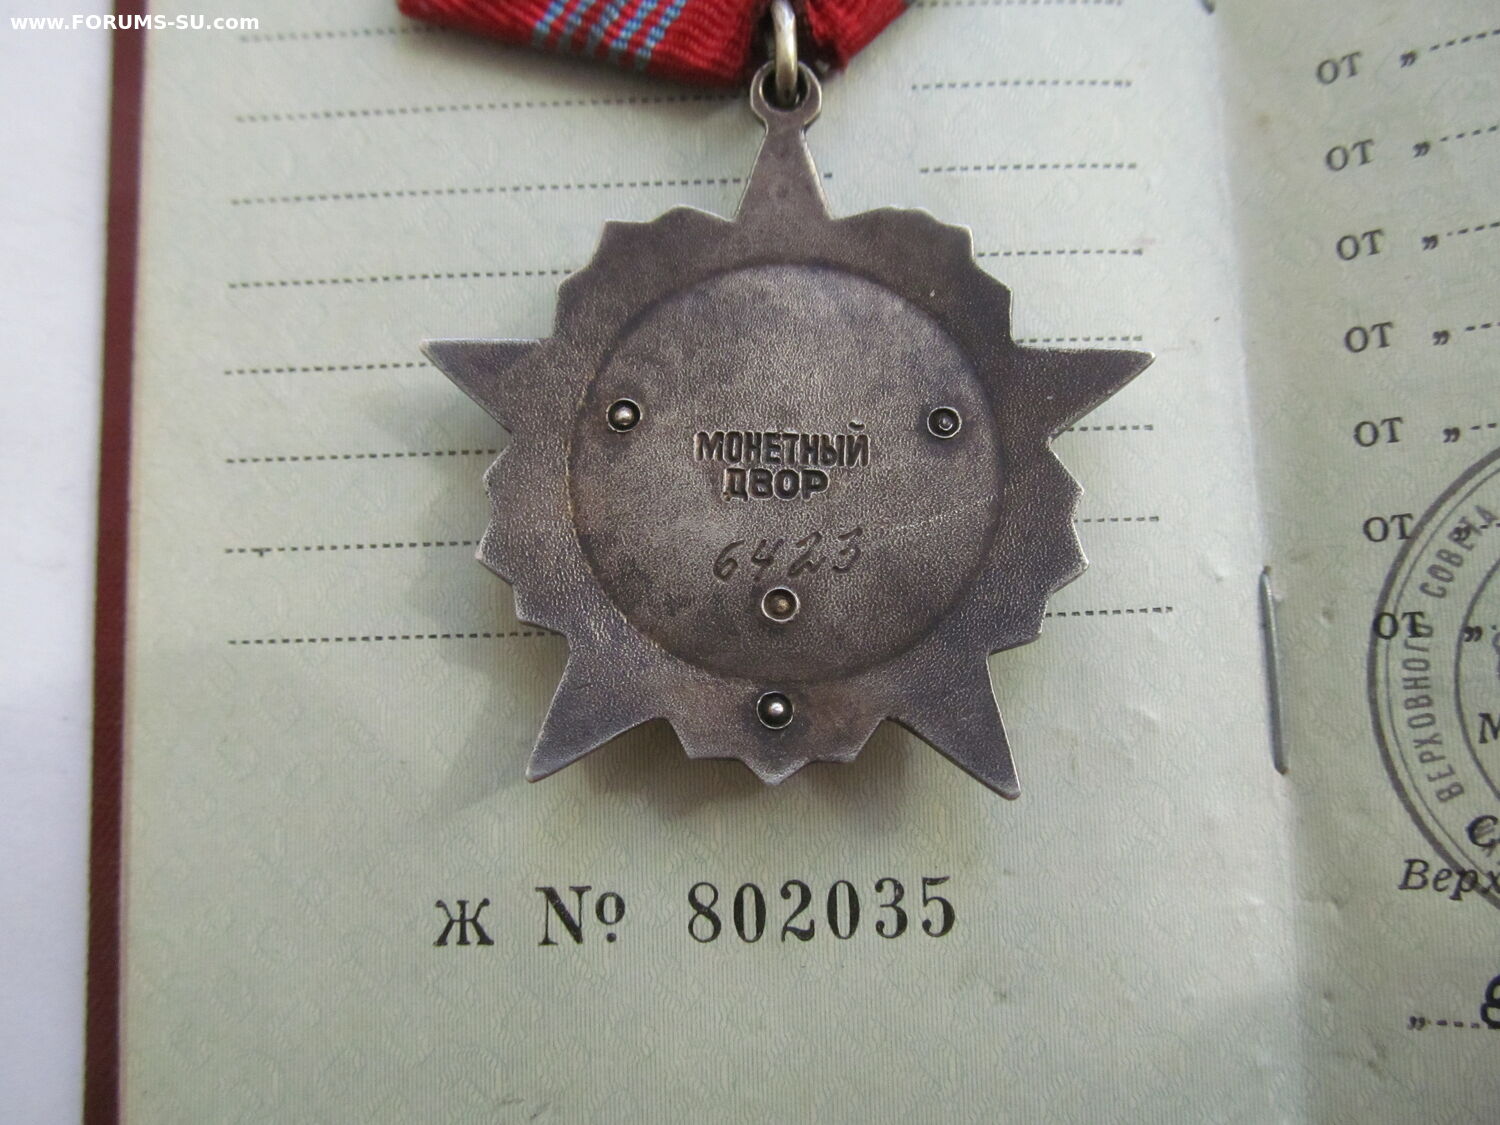 www.FORUMS-SU.com
МОНЕТНЫЙ
ДВОР
6423
Ж № 802035
от „
от „
от „
от „
от „
от „
от „
ВЕРХОВНОГО СОВЕТА